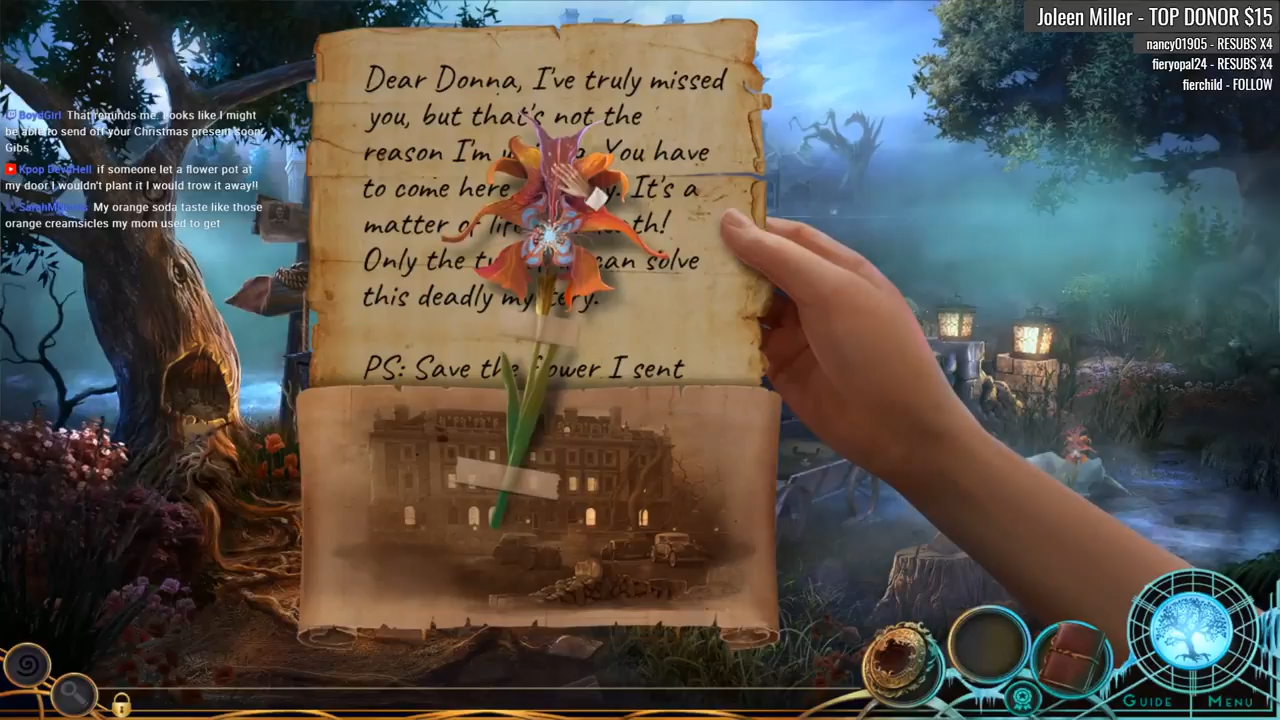 Joleen Miller - TOP DONOR $15
nancy01905 - RESUBS X4
fieryopal24 - RESUBS X4
fierchild - FOLLOW
That reminds me. Looks like I might
be able to send off your Christmas present soon
Gibs
Kpop DevilHell if someone let a flower pot at
my door I wouldn't plant it I would trow it away!!
My orange soda taste like those
orange creamsicles my mom used to get
Dear Donna, I've truly missed
you, but that's not the
reason I'm You have
to come here It's a
matter of
Only the can solve
this deadly
PS: Save the flower I sent
GUIDE
MENU